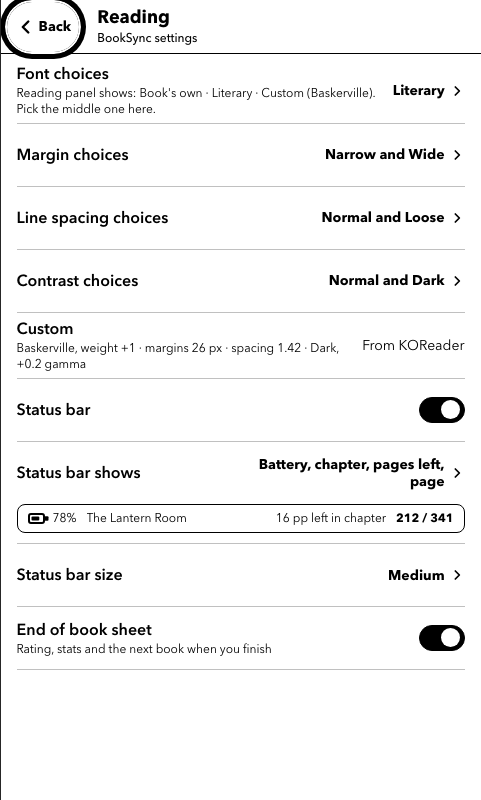 Back
Reading
BookSync settings
Font choices
Reading panel shows: Book's own · Literary · Custom (Baskerville).
Pick the middle one here.
Literary
Margin choices
Narrow and Wide
Line spacing choices
Normal and Loose
Contrast choices
Normal and Dark
Custom
Baskerville, weight +1 · margins 26 px · spacing 1.42 · Dark,
+0.2 gamma
From KOReader
Status bar
Status bar shows
Battery, chapter, pages left,
page
78% The Lantern Room 16 pp left in chapter 212 / 341
Status bar size
Medium
End of book sheet
Rating, stats and the next book when you finish